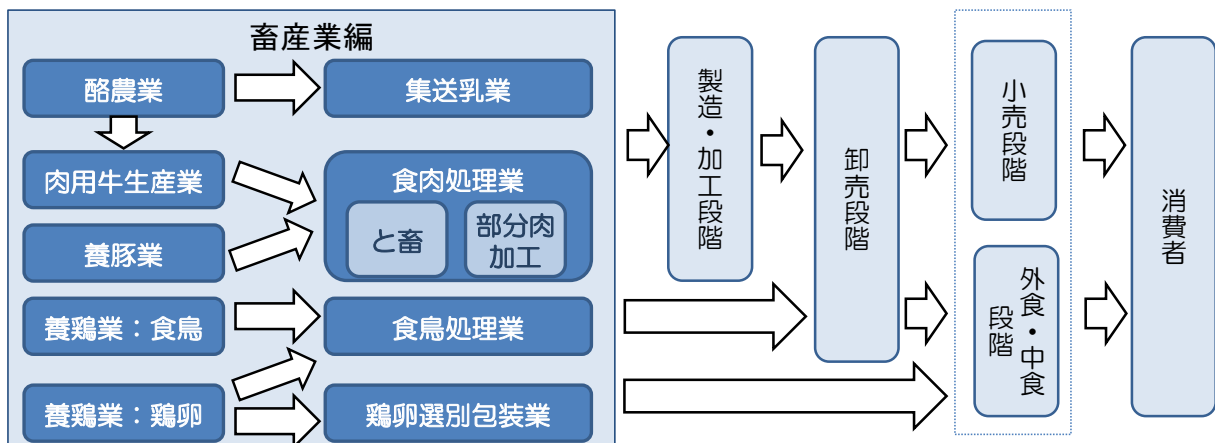 畜産業編
酪農業
集送乳業
肉用牛生産業
食肉処理業
と畜
部分肉
加工
養豚業
養鶏業：食鳥
食鳥処理業
養鶏業：鶏卵
鶏卵選別包装業
製造・加工段階
卸売段階
小売段階
外食・中食
段階
消費者